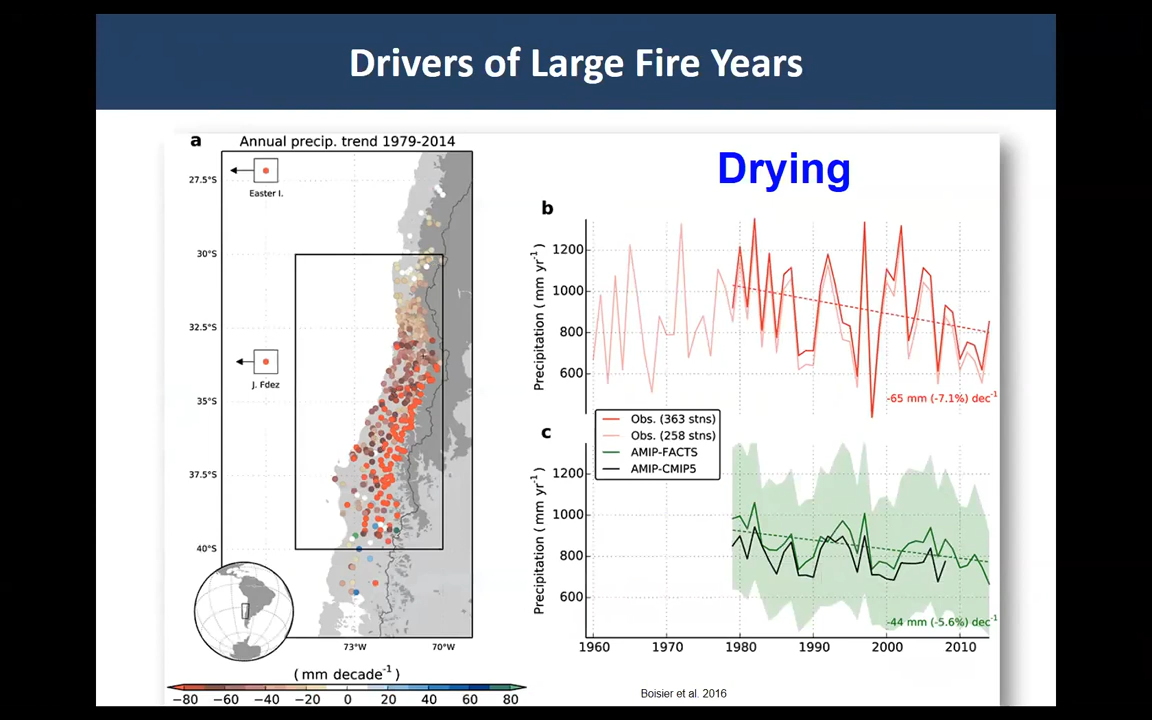 Drivers of Large Fire Years
a
Annual precip. trend 1979-2014
27.5°S
Easter I.
30°S
32.5°S
J. Fdez
35°S
37.5°S
40°S
73°W 70°W
(mm decade-1)
−80 −60 −40 −20 0 20 40 60 80
Drying
b
Precipitation (mm yr-1)
1200
1000
800
600
-65 mm (-7.1%) dec-1
Obs. (363 stns)
Obs. (258 stns)
AMIP-FACTS
AMIP-CMIP5
c
Precipitation (mm yr-1)
1200
1000
800
600
-44 mm (-5.6%) dec-1
1960 1970 1980 1990 2000 2010
Boisier et al. 2016